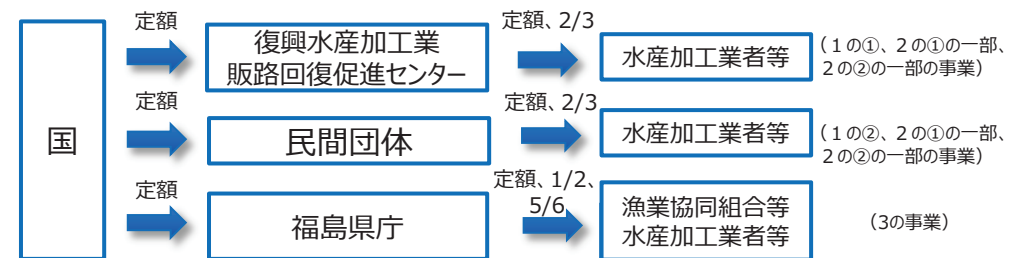 国
定額
復興水産加工業
販路回復促進センター
定額、2/3
水産加工業者等
（１の①、２の①の一部、
２の②の一部の事業）
定額
民間団体
定額、2/3
水産加工業者等
（１の②、２の①の一部、
２の②の一部の事業）
定額
福島県庁
定額、1/2、
5/6
漁業協同組合等
水産加工業者等
（3の事業）